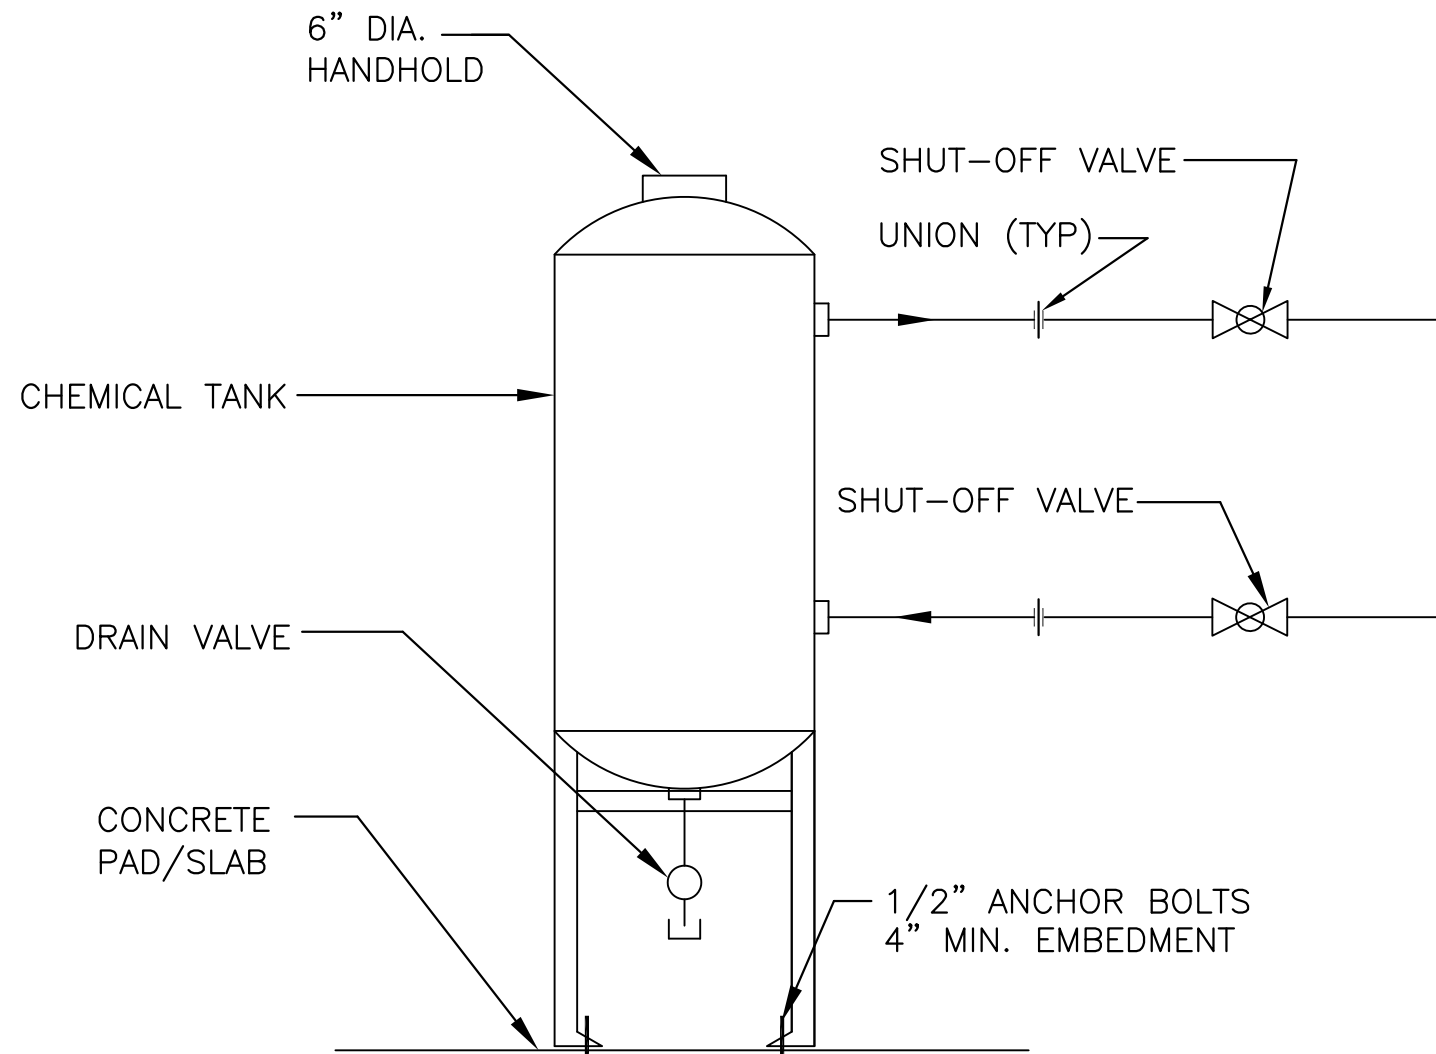 6” DIA.
HANDHOLD
SHUT-OFF VALVE
UNION (TYP)
CHEMICAL TANK
SHUT-OFF VALVE
DRAIN VALVE
CONCRETE
PAD/SLAB
1/2” ANCHOR BOLTS
4” MIN. EMBEDMENT